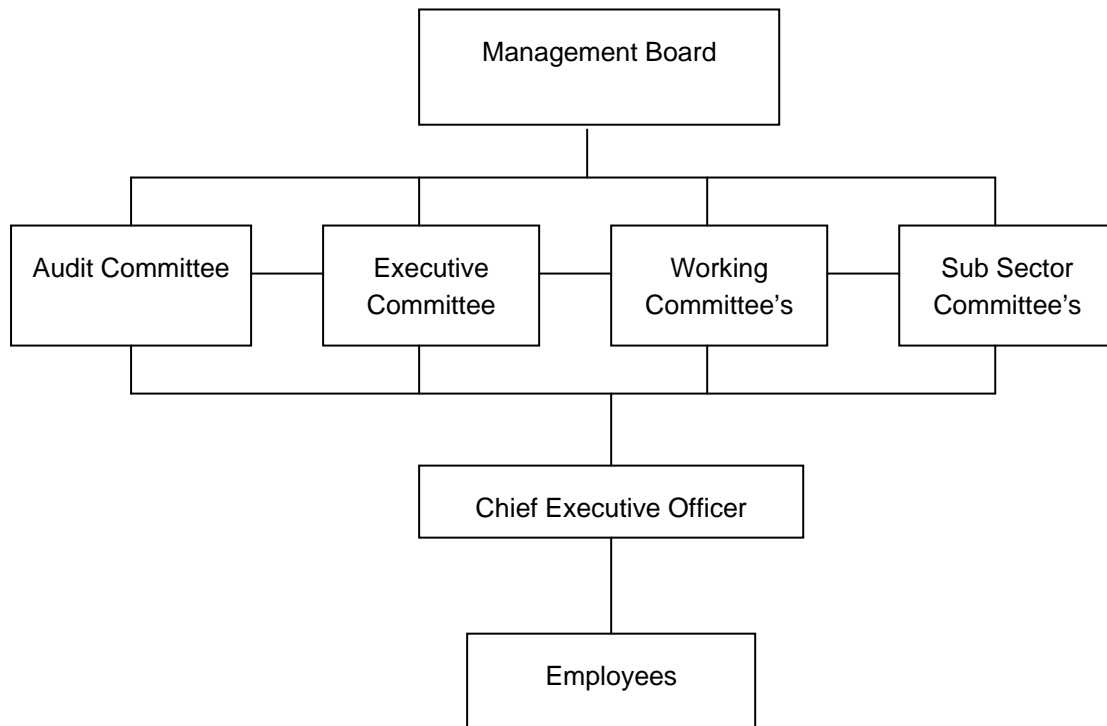 Management Board
Audit Committee
Executive
Committee
Working
Committee’s
Sub Sector
Committee’s
Chief Executive Officer
Employees